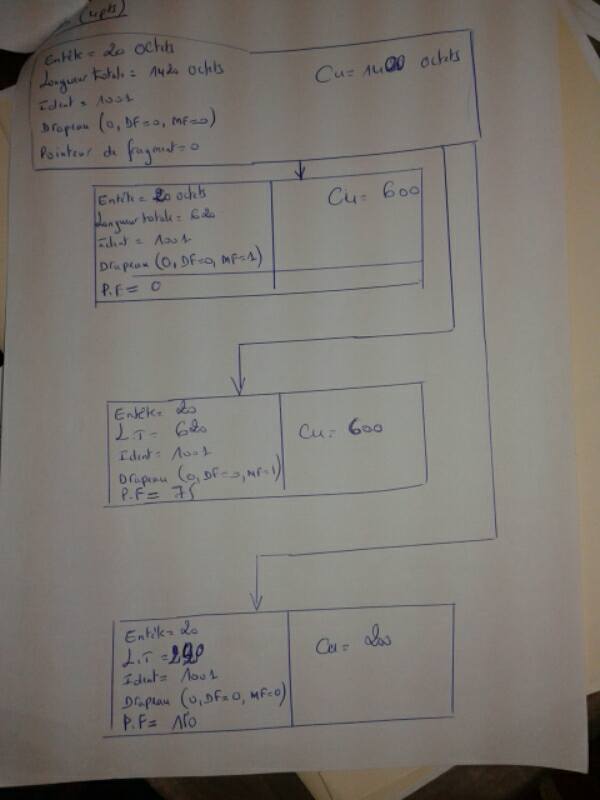 (4pts)
Entête = 20 octets
Longueur totale = 1420 octets
Ident = 1001
Drapeau (0, DF=0, MF=0)
Pointeur de fragment = 0
Cu = 1400 octets
Entête = 20 octets
Longueur totale = 620
Ident = 1001
Drapeau (0, DF=0, MF=1)
P.F = 0
Cu = 600
Entête = 20
L.T = 620
Ident = 1001
Drapeau (0, DF=0, MF=1)
P.F = 75
Cu = 600
Entête = 20
L.T = 220
Ident = 1001
Drapeau (0, DF=0, MF=0)
P.F = 150
Cu = 200